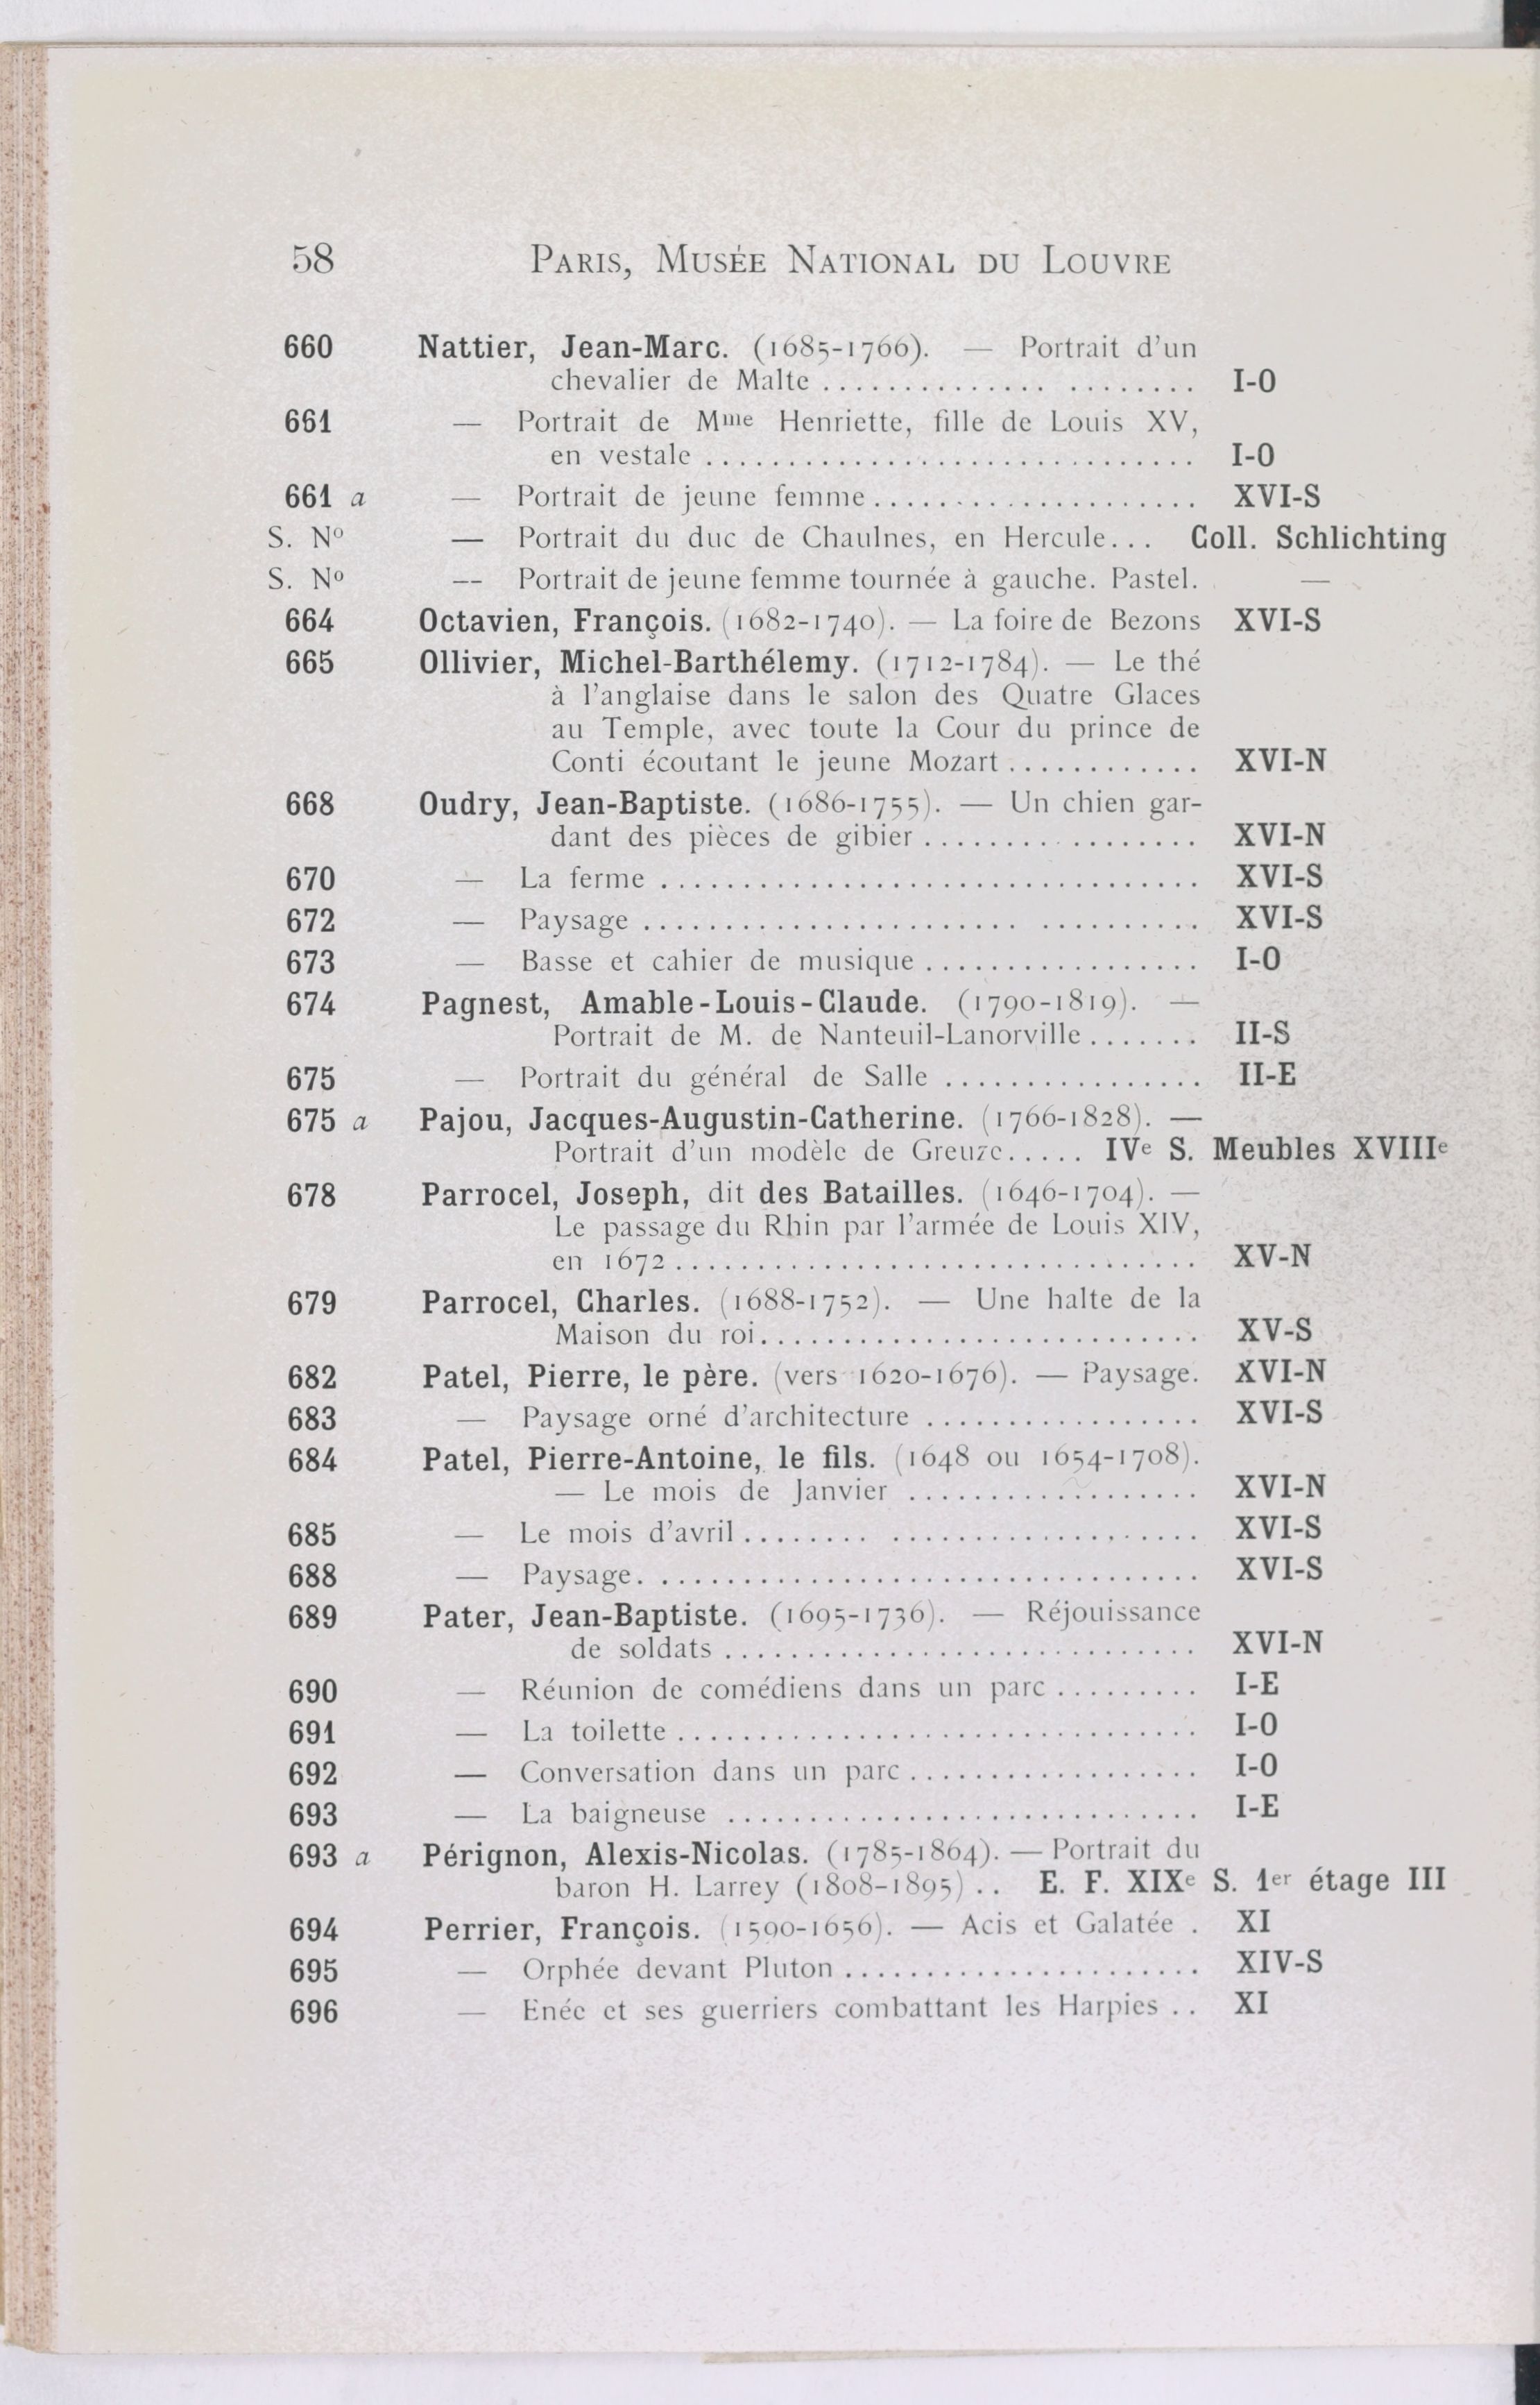 58 PARIS, MUSÉE NATIONAL DU LOUVRE
660 Nattier, Jean-Marc. (1685-1766). — Portrait d'un
chevalier de Malte ...................... I-O
661 — Portrait de Mme Henriette, fille de Louis XV,
en vestale .............................. I-O
661 a — Portrait de jeune femme.................... XVI-S
S. No — Portrait du duc de Chaulnes, en Hercule... Coll. Schlichting
S. No -- Portrait de jeune femme tournée à gauche. Pastel. —
664 Octavien, François. (1682-1740). — La foire de Bezons XVI-S
665 Ollivier, Michel-Barthélemy. (1712-1784). — Le thé
à l'anglaise dans le salon des Quatre Glaces
au Temple, avec toute la Cour du prince de
Conti écoutant le jeune Mozart............ XVI-N
668 Oudry, Jean-Baptiste. (1686-1755). — Un chien gar-
dant des pièces de gibier ................. XVI-N
670 — La ferme ................................. XVI-S
672 — Paysage ................................. XVI-S
673 — Basse et cahier de musique ................. I-O
674 Pagnest, Amable-Louis-Claude. (1790-1819). —
Portrait de M. de Nanteuil-Lanorville....... II-S
675 — Portrait du général de Salle ................ II-E
675 a Pajou, Jacques-Augustin-Catherine. (1766-1828). —
Portrait d'un modèle de Greuze..... IVe S. Meubles XVIIIe
678 Parrocel, Joseph, dit des Batailles. (1646-1704). —
Le passage du Rhin par l'armée de Louis XIV,
en 1672................................ XV-N
679 Parrocel, Charles. (1688-1752). — Une halte de la
Maison du roi........................... XV-S
682 Patel, Pierre, le père. (vers 1620-1676). — Paysage. XVI-N
683 — Paysage orné d'architecture ................. XVI-S
684 Patel, Pierre-Antoine, le fils. (1648 ou 1654-1708).
— Le mois de Janvier .................. XVI-N
685 — Le mois d'avril........................... XVI-S
688 — Paysage. ................................. XVI-S
689 Pater, Jean-Baptiste. (1695-1736). — Réjouissance
de soldats ............................. XVI-N
690 — Réunion de comédiens dans un parc ......... I-E
691 — La toilette ................................ I-O
692 — Conversation dans un parc.................. I-O
693 — La baigneuse ............................. I-E
693 a Pérignon, Alexis-Nicolas. (1785-1864). — Portrait du
baron H. Larrey (1808-1895) .. E. F. XIXe S. 1er étage III
694 Perrier, François. (1590-1656). — Acis et Galatée . XI
695 — Orphée devant Pluton ...................... XIV-S
696 — Enée et ses guerriers combattant les Harpies .. XI